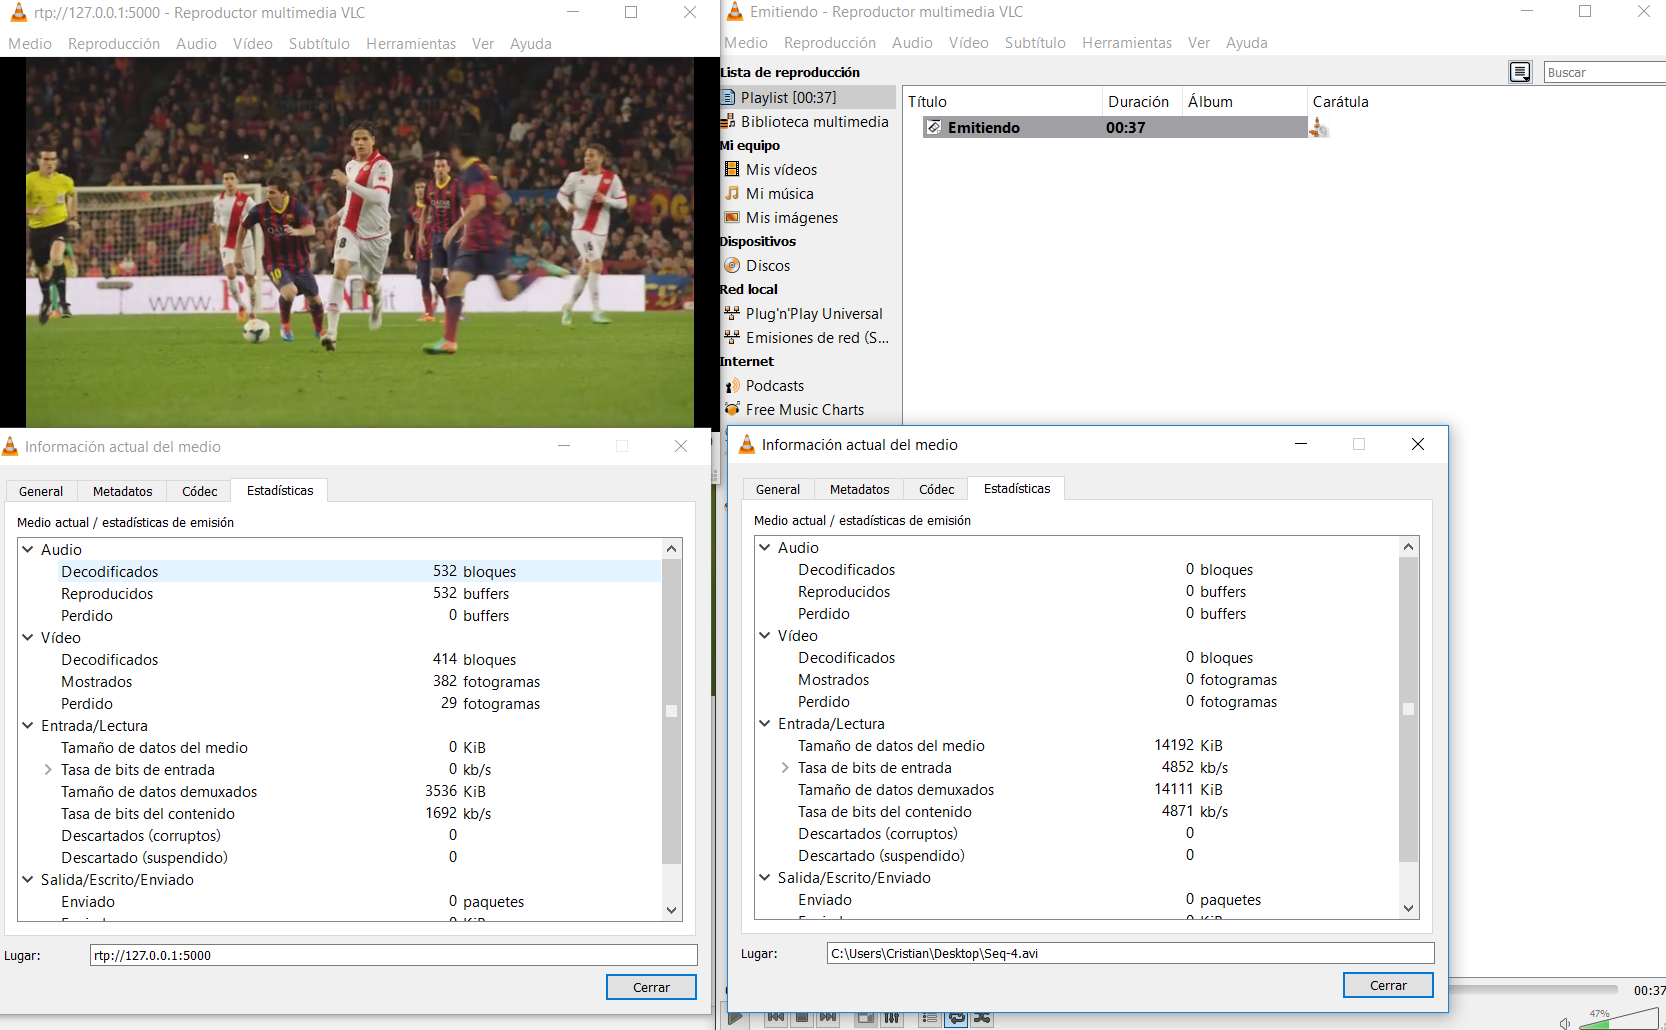 rtp://127.0.0.1:5000 - Reproductor multimedia VLC
Medio Reproducción Audio Vídeo Subtítulo Herramientas Ver Ayuda
www.
10
Información actual del medio
General Metadatos Códec Estadísticas
Medio actual / estadísticas de emisión
Audio
Decodificados 532 bloques
Reproducidos 532 buffers
Perdido 0 buffers
Vídeo
Decodificados 414 bloques
Mostrados 382 fotogramas
Perdido 29 fotogramas
Entrada/Lectura
Tamaño de datos del medio 0 KiB
Tasa de bits de entrada 0 kb/s
Tamaño de datos demuxados 3536 KiB
Tasa de bits del contenido 1692 kb/s
Descartados (corruptos) 0
Descartado (suspendido) 0
Salida/Escrito/Enviado
Enviado 0 paquetes
Lugar: rtp://127.0.0.1:5000
Cerrar
Emitiendo - Reproductor multimedia VLC
Medio Reproducción Audio Vídeo Subtítulo Herramientas Ver Ayuda
Lista de reproducción
Buscar
Playlist [00:37]
Biblioteca multimedia
Mi equipo
Mis vídeos
Mi música
Mis imágenes
Dispositivos
Discos
Red local
Plug'n'Play Universal
Emisiones de red (S...
Internet
Podcasts
Free Music Charts
Título Duración Álbum Carátula
Emitiendo 00:37
Información actual del medio
General Metadatos Códec Estadísticas
Medio actual / estadísticas de emisión
Audio
Decodificados 0 bloques
Reproducidos 0 buffers
Perdido 0 buffers
Vídeo
Decodificados 0 bloques
Mostrados 0 fotogramas
Perdido 0 fotogramas
Entrada/Lectura
Tamaño de datos del medio 14192 KiB
Tasa de bits de entrada 4852 kb/s
Tamaño de datos demuxados 14111 KiB
Tasa de bits del contenido 4871 kb/s
Descartados (corruptos) 0
Descartado (suspendido) 0
Salida/Escrito/Enviado
Enviado 0 paquetes
Lugar: C:\Users\Cristian\Desktop\Seq-4.avi
Cerrar
00:37
47%